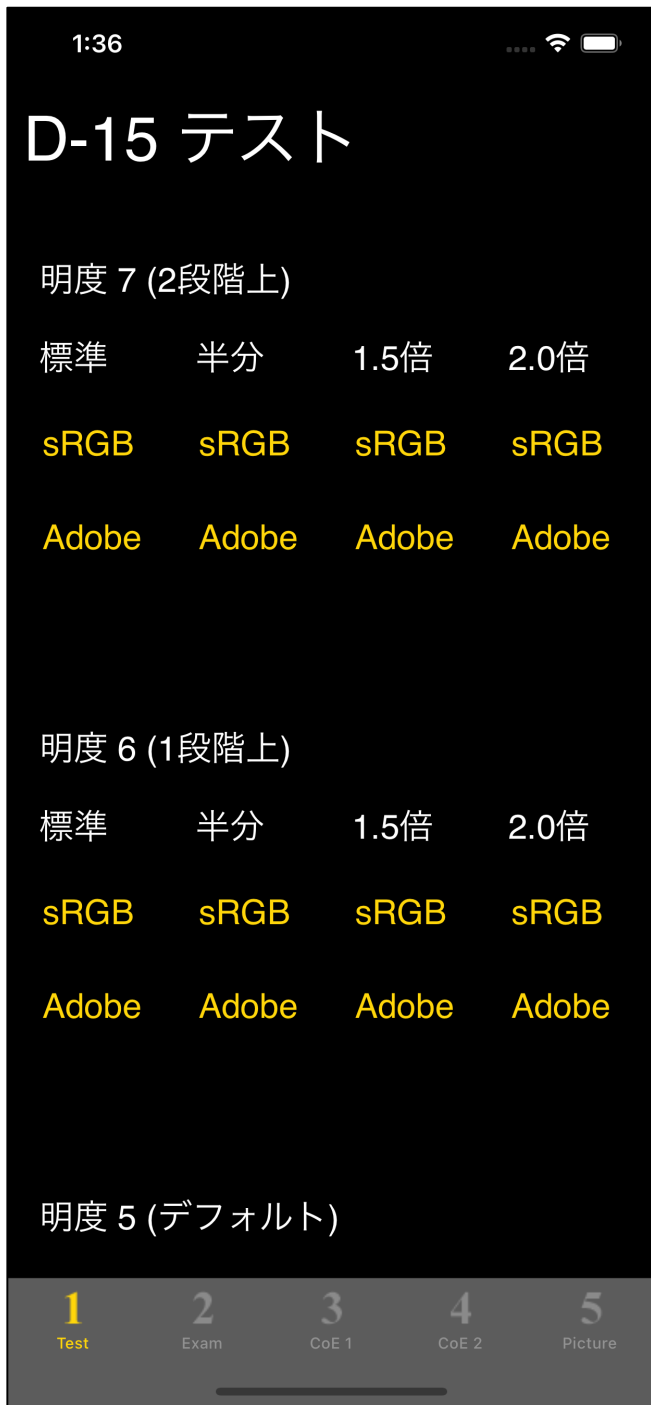 1:36
D-15 テスト
明度 7 (2段階上)
標準 半分 1.5倍 2.0倍
sRGB sRGB sRGB sRGB
Adobe Adobe Adobe Adobe
明度 6 (1段階上)
標準 半分 1.5倍 2.0倍
sRGB sRGB sRGB sRGB
Adobe Adobe Adobe Adobe
明度 5 (デフォルト)
1 2 3 4 5
Test Exam CoE 1 CoE 2 Picture